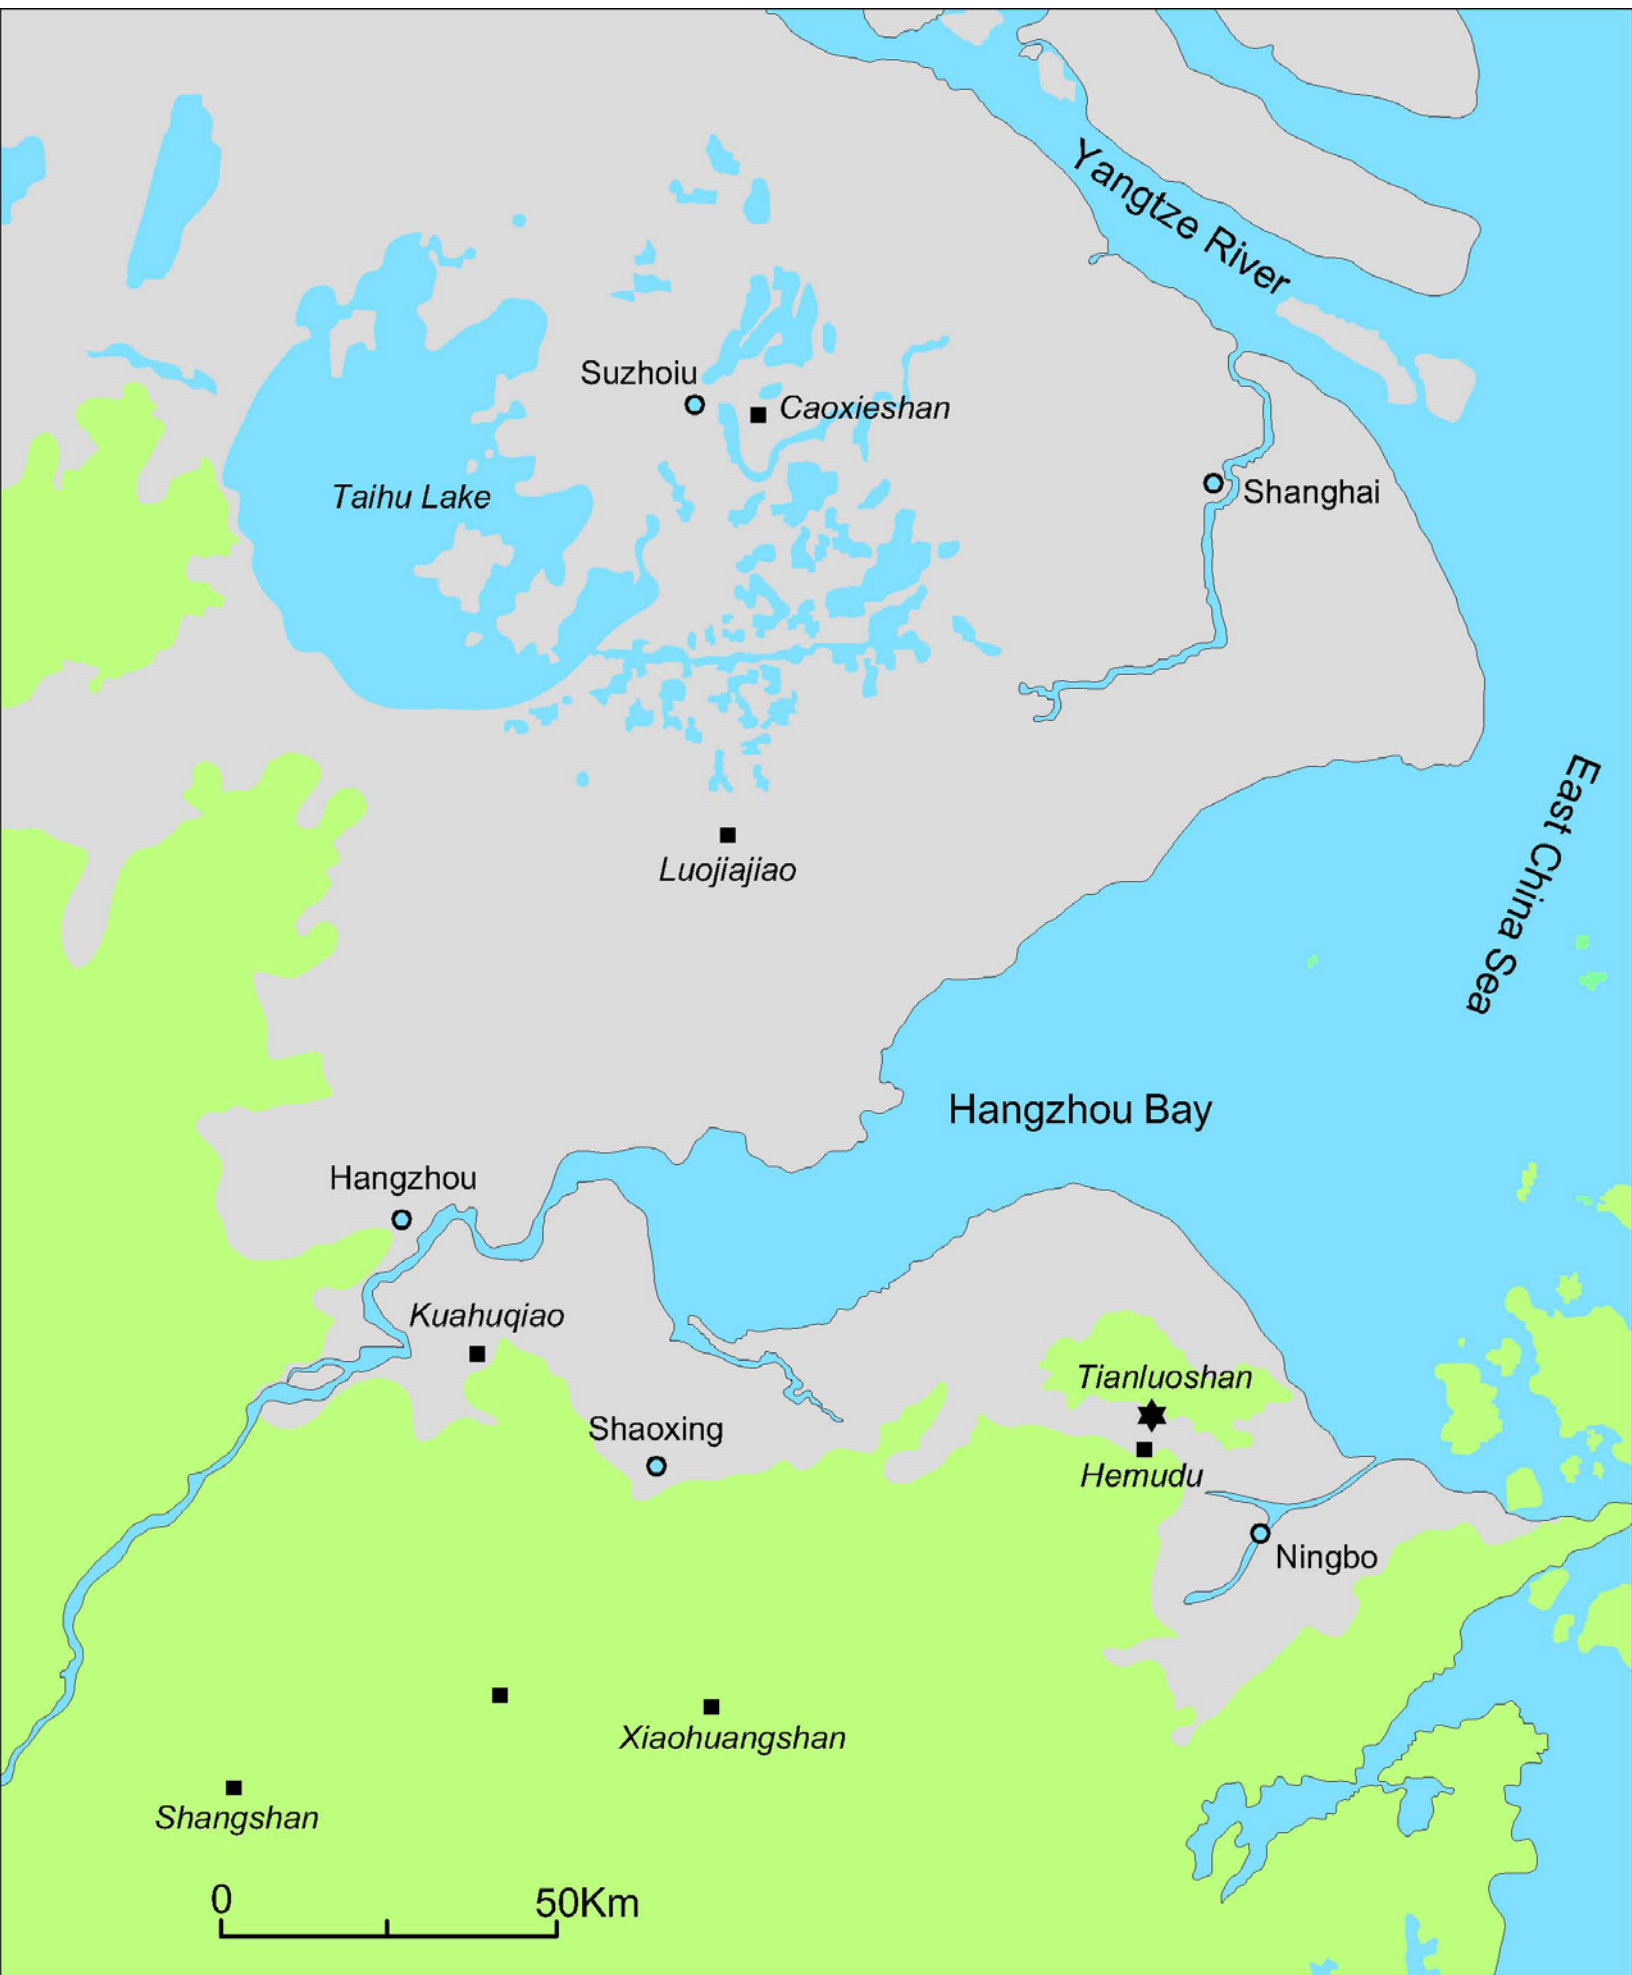 Yangtze River
Suzhoiu
Caoxieshan
Taihu Lake
Shanghai
East China Sea
Luojiajiao
Hangzhou Bay
Hangzhou
Kuahuqiao
Tianluoshan
Shaoxing
Hemudu
Ningbo
Xiaohuangshan
Shangshan
0 50Km